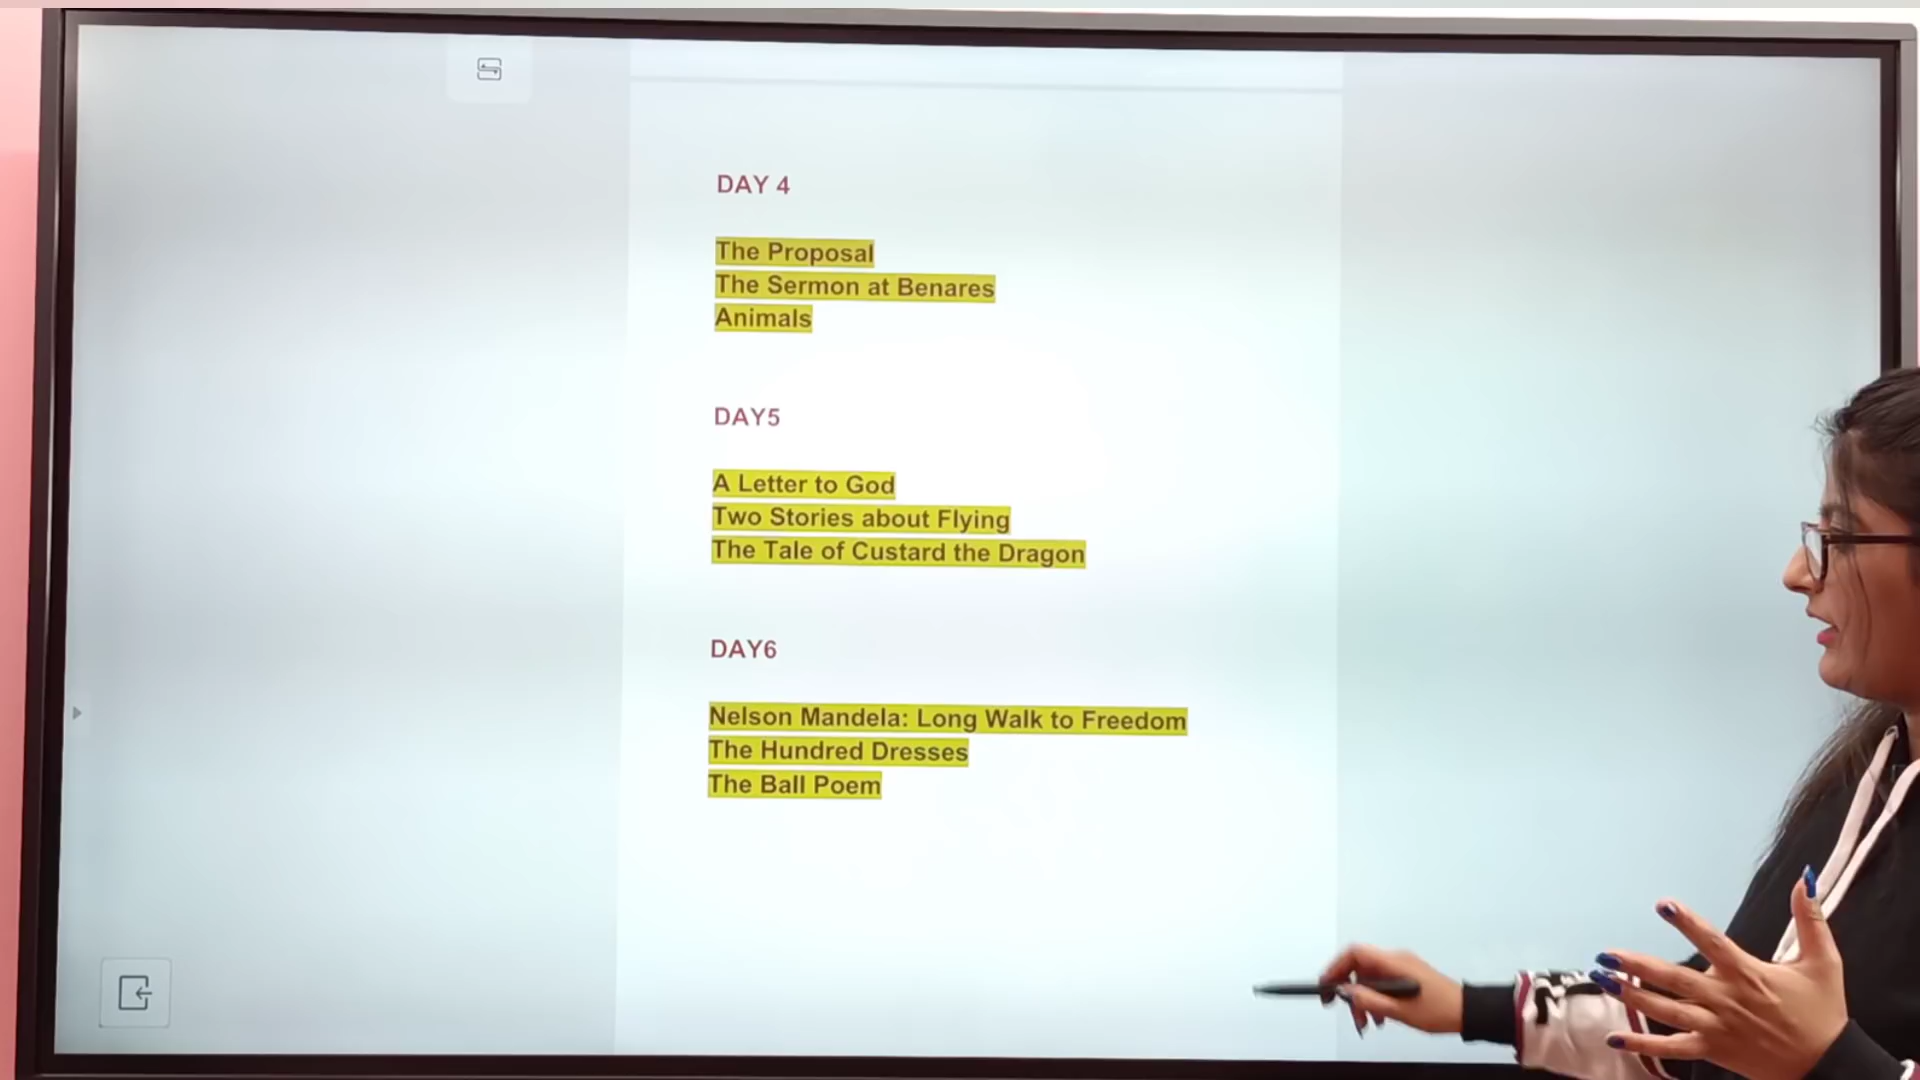 DAY 4
The Proposal
The Sermon at Benares
Animals
DAY5
A Letter to God
Two Stories about Flying
The Tale of Custard the Dragon
DAY6
Nelson Mandela: Long Walk to Freedom
The Hundred Dresses
The Ball Poem